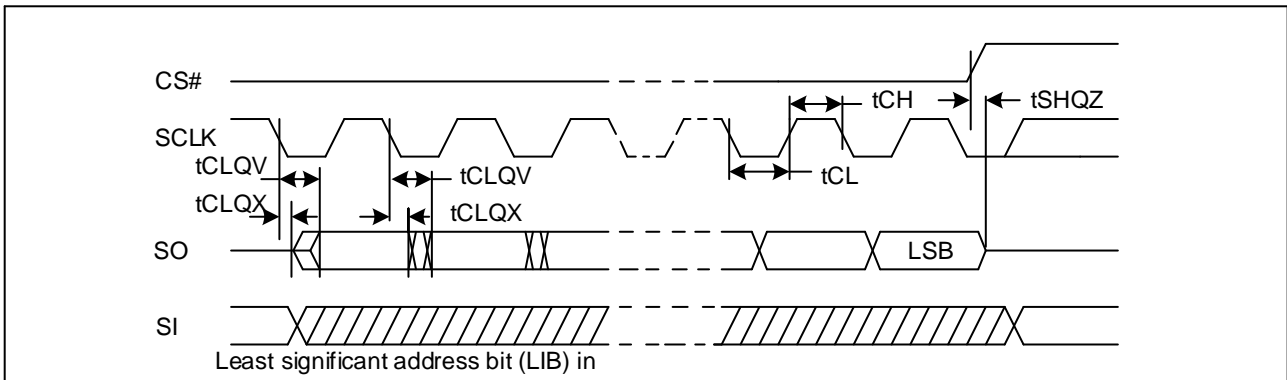 CS#
tCH
tSHQZ
SCLK
tCLQV
tCLQV
tCL
tCLQX
tCLQX
SO
LSB
SI
Least significant address bit (LIB) in